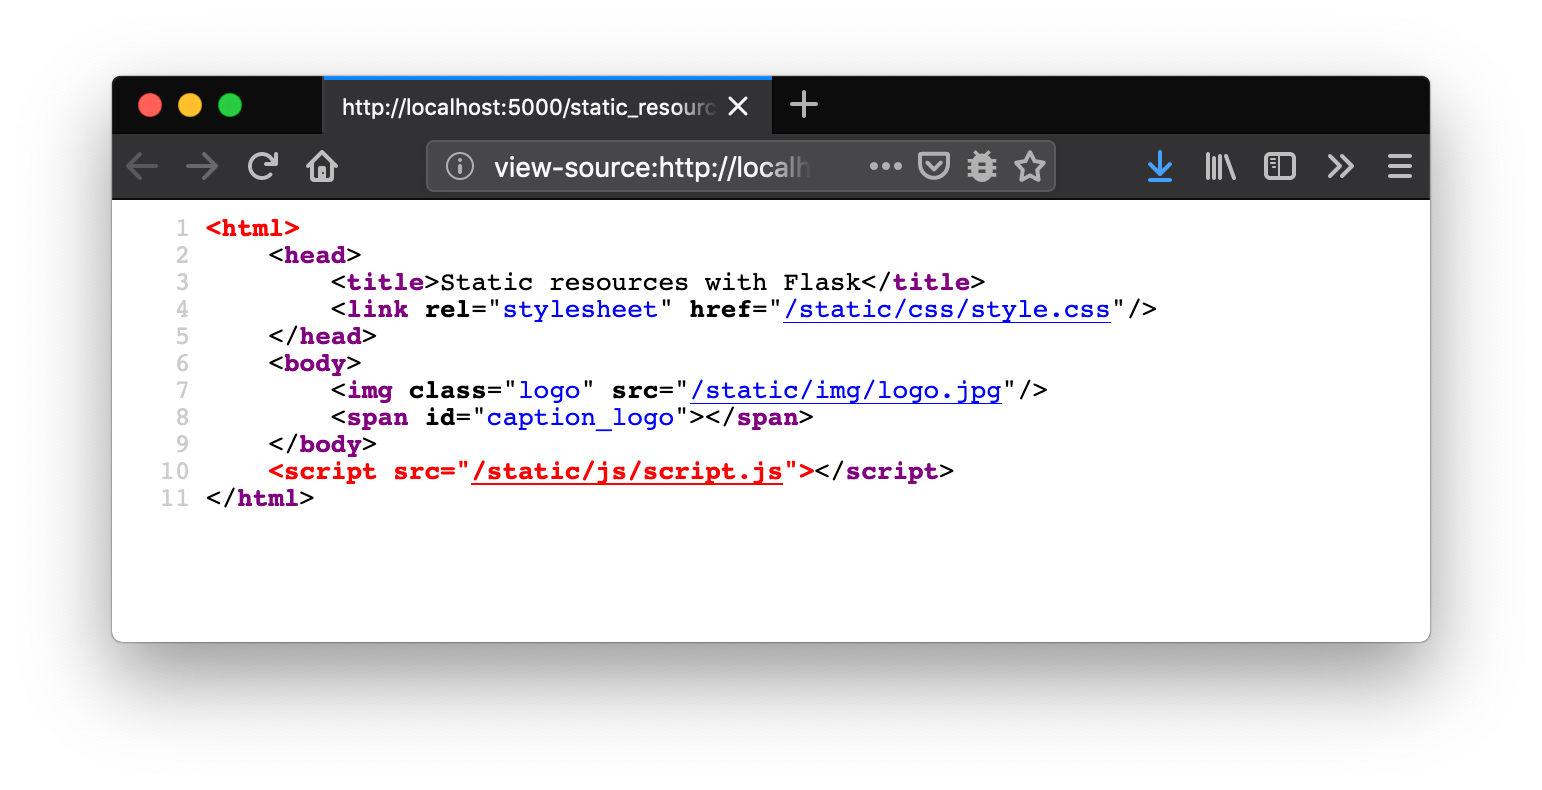 http://localhost:5000/static_resourc
view-source:http://localh
1 <html>
2     <head>
3         <title>Static resources with Flask</title>
4         <link rel="stylesheet" href="/static/css/style.css"/>
5     </head>
6     <body>
7         <img class="logo" src="/static/img/logo.jpg"/>
8         <span id="caption_logo"></span>
9     </body>
10     <script src="/static/js/script.js"></script>
11 </html>